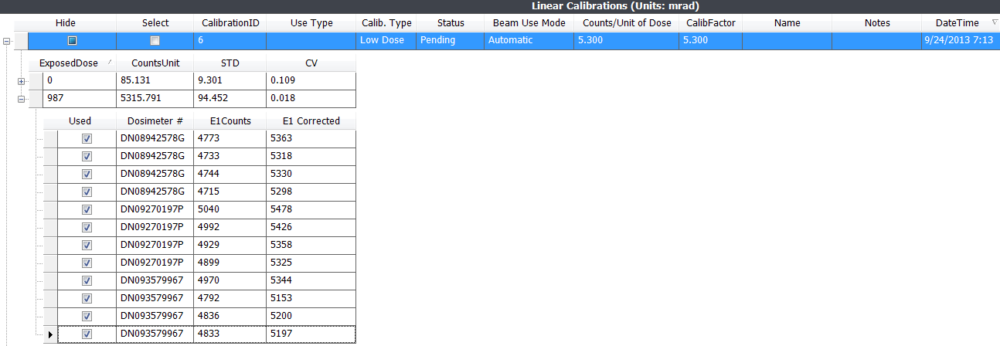 Linear Calibrations (Units: mrad)
Hide Select CalibrationID Use Type Calib. Type Status Beam Use Mode Counts/Unit of Dose CalibFactor Name Notes DateTime
6 Low Dose Pending Automatic 5.300 5.300 9/24/2013 7:13
ExposedDose CountsUnit STD CV
0 85.131 9.301 0.109
987 5315.791 94.452 0.018
Used Dosimeter # E1Counts E1 Corrected
DN08942578G 4773 5363
DN08942578G 4733 5318
DN08942578G 4744 5330
DN08942578G 4715 5298
DN09270197P 5040 5478
DN09270197P 4992 5426
DN09270197P 4929 5358
DN09270197P 4899 5325
DN093579967 4970 5344
DN093579967 4792 5153
DN093579967 4836 5200
DN093579967 4833 5197